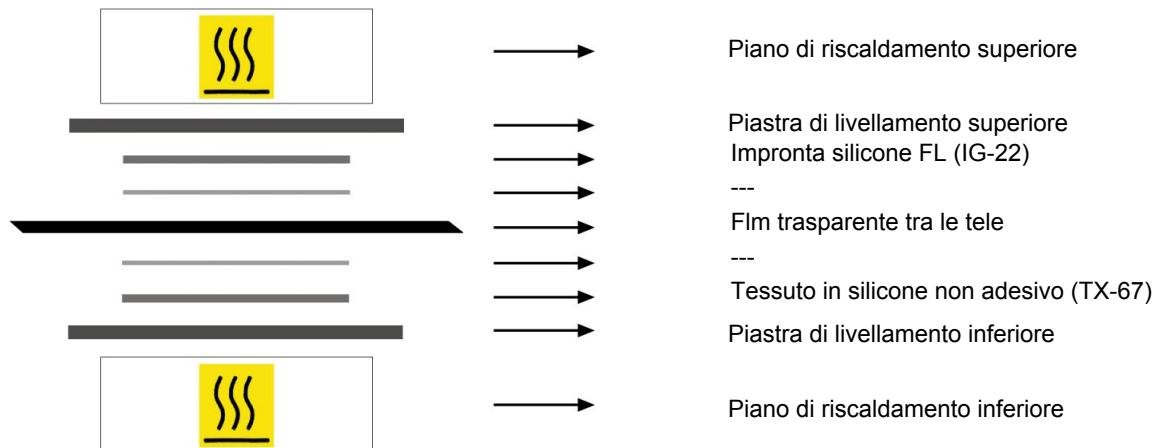 Piano di riscaldamento superiore
Piastra di livellamento superiore
Impronta silicone FL (IG-22)
---
Flm trasparente tra le tele
---
Tessuto in silicone non adesivo (TX-67)
Piastra di livellamento inferiore
Piano di riscaldamento inferiore